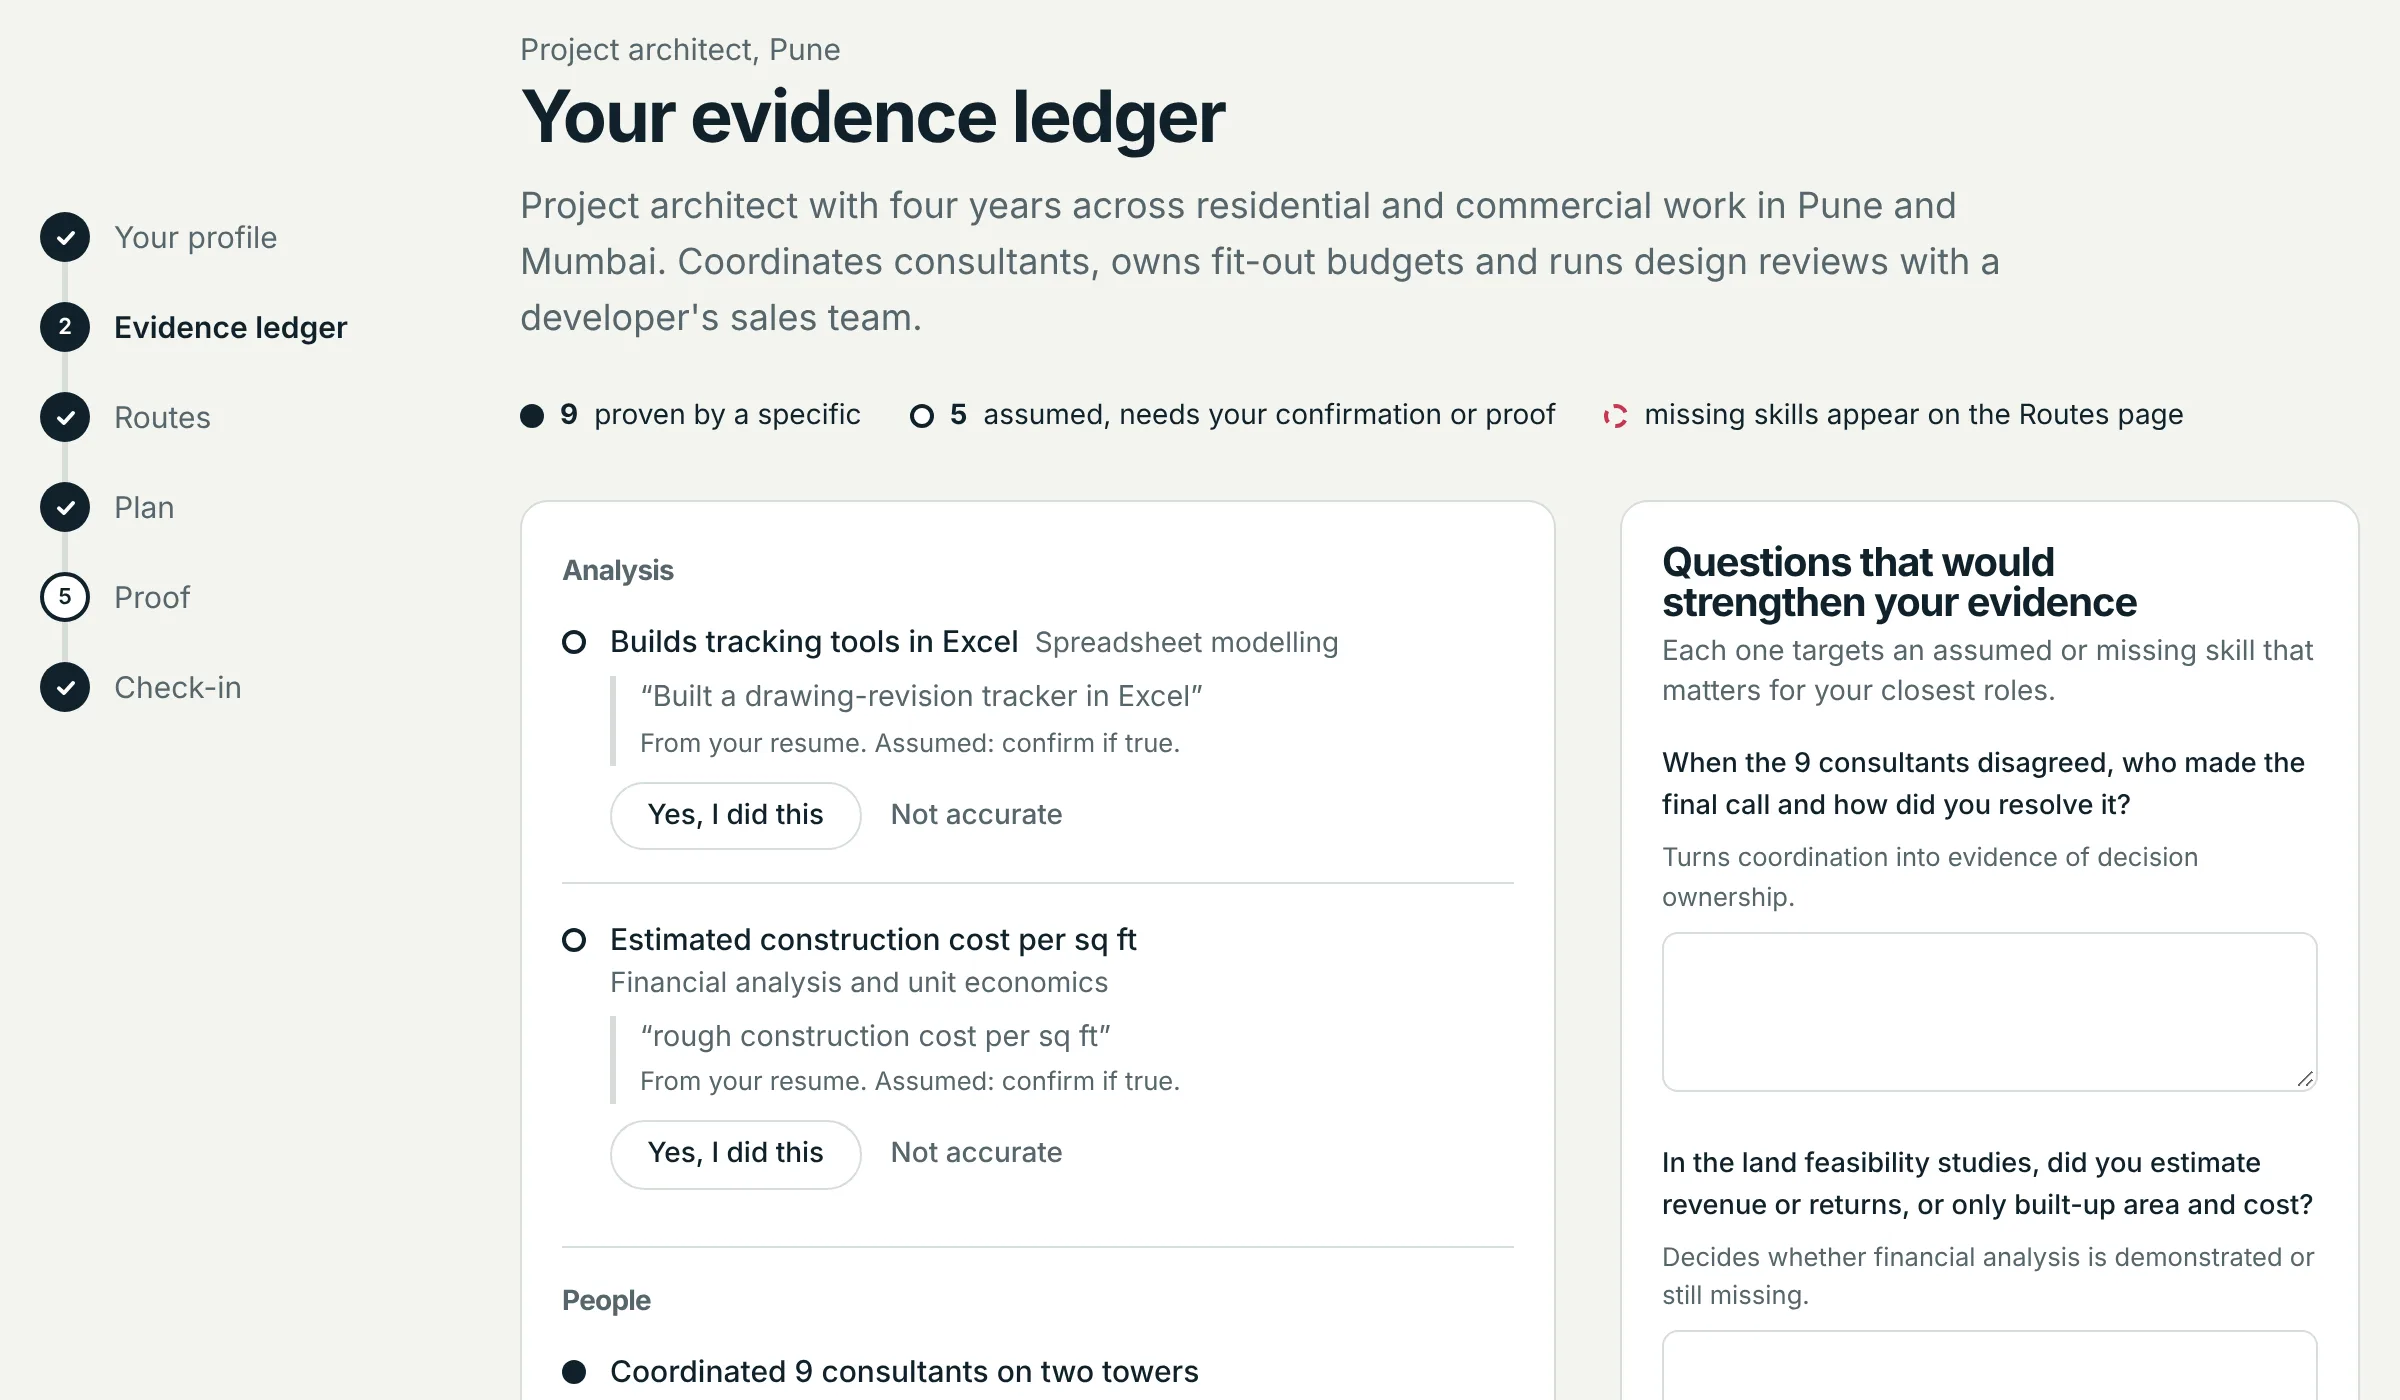 Project architect, Pune
Your evidence ledger
Project architect with four years across residential and commercial work in Pune and
Mumbai. Coordinates consultants, owns fit-out budgets and runs design reviews with a
developer's sales team.
Your profile
2 Evidence ledger
Routes
Plan
5 Proof
Check-in
9 proven by a specific 5 assumed, needs your confirmation or proof missing skills appear on the Routes page
Analysis
Builds tracking tools in Excel Spreadsheet modelling
“Built a drawing-revision tracker in Excel”
From your resume. Assumed: confirm if true.
Yes, I did this Not accurate
Estimated construction cost per sq ft
Financial analysis and unit economics
“rough construction cost per sq ft”
From your resume. Assumed: confirm if true.
Yes, I did this Not accurate
People
Coordinated 9 consultants on two towers
Questions that would
strengthen your evidence
Each one targets an assumed or missing skill that
matters for your closest roles.
When the 9 consultants disagreed, who made the
final call and how did you resolve it?
Turns coordination into evidence of decision
ownership.
In the land feasibility studies, did you estimate
revenue or returns, or only built-up area and cost?
Decides whether financial analysis is demonstrated or
still missing.